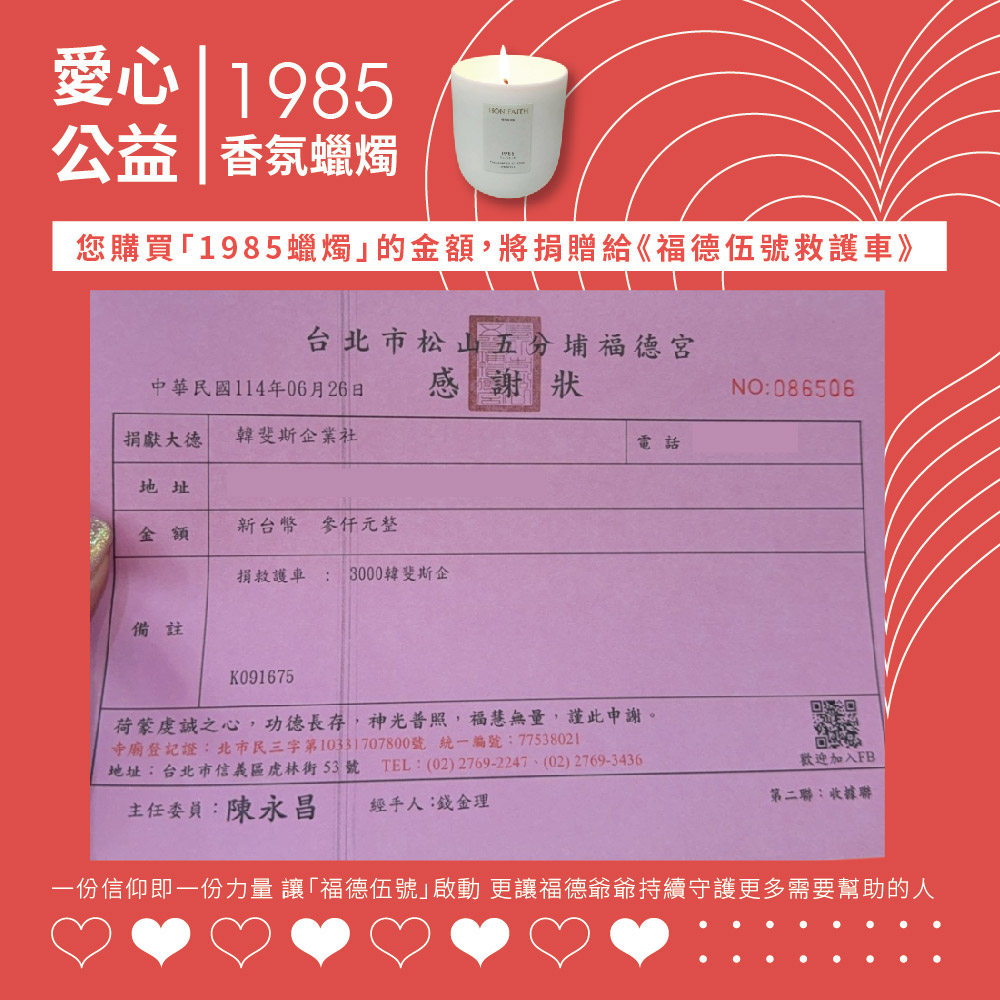 愛心
公益
1985
香氛蠟燭
HON FAITH
1985
您購買「1985蠟燭」的金額,將捐贈給《福德伍號救護車》
台北市松山五分埔福德宮
中華民國114年06月26日
感謝狀
NO:086506
捐獻大德 韓斐斯企業社 電話
地址
金額 新台幣 參仟元整
備註 捐救護車 : 3000韓斐斯企
K091675
荷蒙虔誠之心,功德長存,神光普照,福慧無量,謹此申謝。
寺廟登記證:北市民三字第10331707800號 統一編號:77538021
地址:台北市信義區虎林街53號 TEL:(02)2769-2247、(02)2769-3436
歡迎加入FB
主任委員:陳永昌 經手人:錢金理 第二聯:收據聯
一份信仰即一份力量 讓「福德伍號」啟動 更讓福德爺爺持續守護更多需要幫助的人